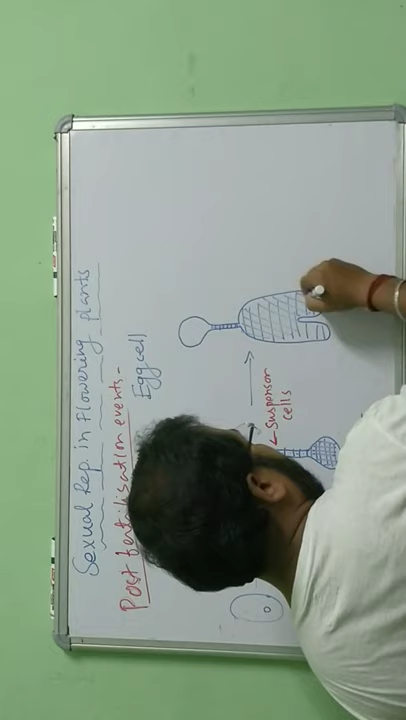 Sexual Rep. in Flowering plants
Post fertilisation events -
Egg cell
Suspensor
cells